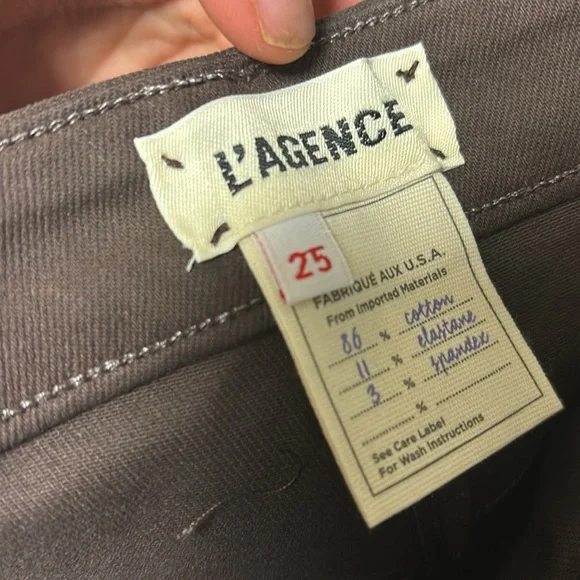 L'AGENCE
25
FABRIQUÉ AUX U.S.A.
From Imported Materials
86 % cotton
11 % elastane
3 % spandex
%
See Care Label
For Wash Instructions